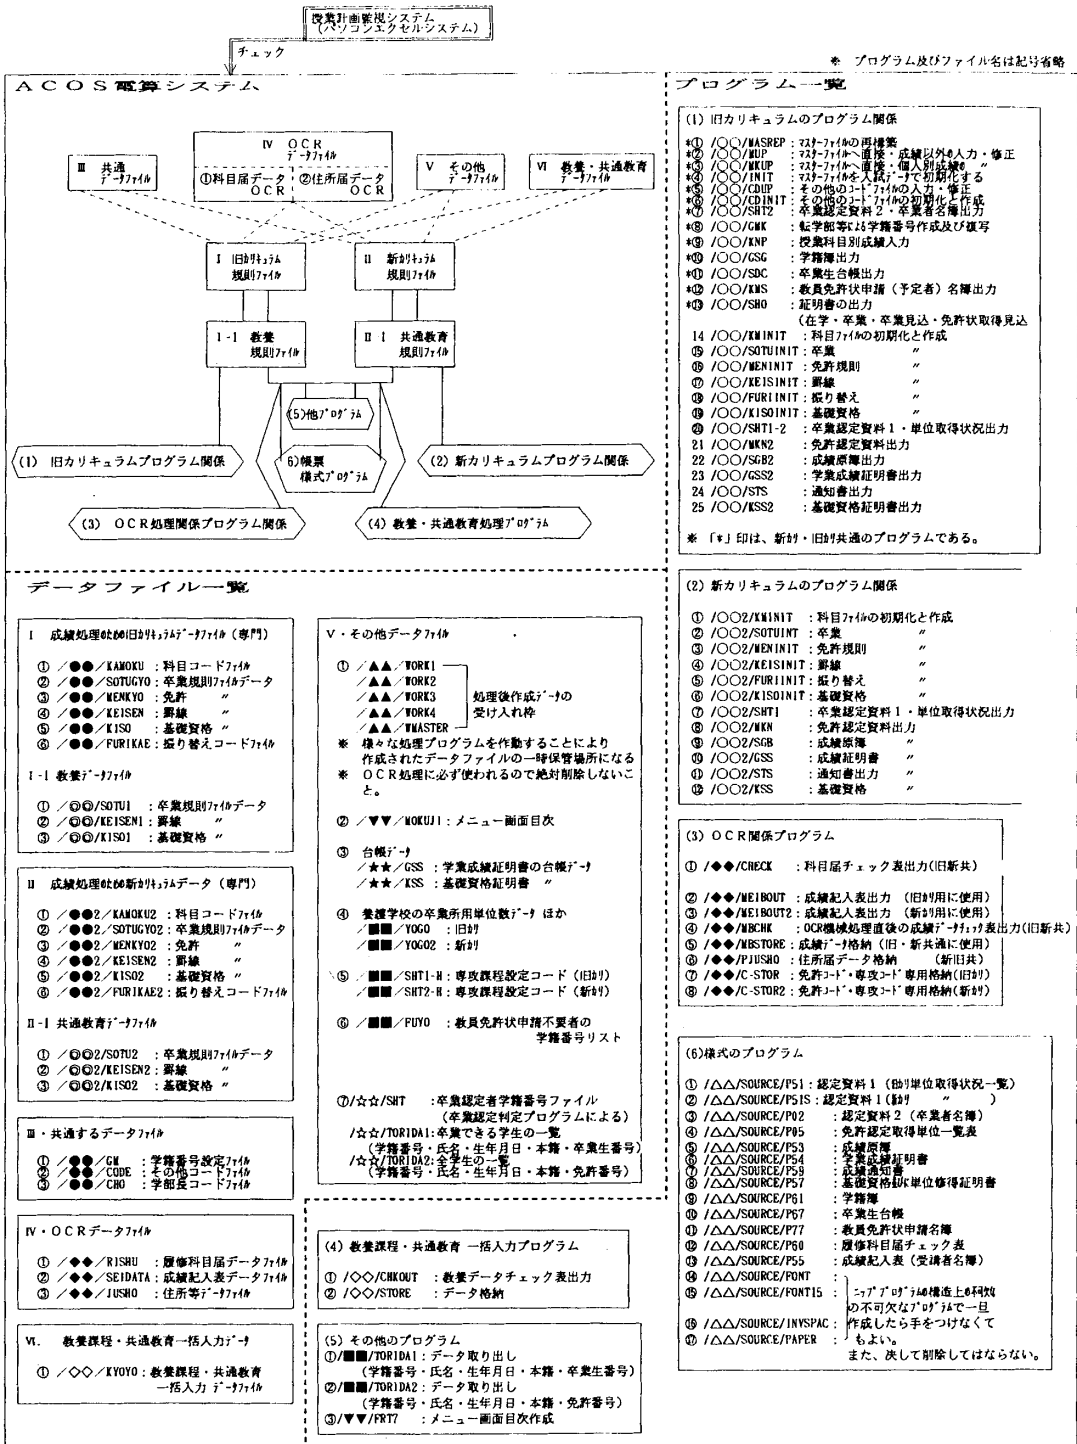 授業計画監視システム
(パソコンエクセルシステム)
チェック
※ プログラム及びファイル名は記号省略
ACOS電算システム
Ⅳ OCR
データファイル
①科目届データ
OCR
②住所届データ
OCR
Ⅲ 共通
データファイル
Ⅴ その他
データファイル
Ⅵ 教養・共通教育
データファイル
Ⅰ 旧カリキュラム
規則ファイル
Ⅱ 新カリキュラム
規則ファイル
Ⅰ-1 教養
規則ファイル
Ⅱ-1 共通教育
規則ファイル
(5)他プログラム
(1) 旧カリキュラムプログラム関係
6)帳票
様式プログラム
(2) 新カリキュラムプログラム関係
(3) OCR処理関係プログラム関係
(4) 教養・共通教育処理プログラム
データファイル一覧
Ⅰ 成績処理のための旧カリキュラムデータファイル(専門)
① /●●/KAMOKU : 科目コードファイル
② /●●/SOTUGYO : 卒業規則ファイルデータ
③ /●●/MENKYO : 免許 〃
④ /●●/KEISEN : 罫線 〃
⑤ /●●/KISO : 基礎資格 〃
⑥ /●●/FURIKAE : 振り替えコードファイル
Ⅰ-1 教養データファイル
① /◎◎/SOTU1 : 卒業規則ファイルデータ
② /◎◎/KEISEN1 : 罫線 〃
③ /◎◎/KISO1 : 基礎資格 〃
Ⅱ 成績処理のための新カリキュラムデータ(専門)
① /●●2/KAMOKU2 : 科目コードファイル
② /●●2/SOTUGYO2 : 卒業規則ファイルデータ
③ /●●2/MENKYO2 : 免許 〃
④ /●●2/KEISEN2 : 罫線 〃
⑤ /●●2/KISO2 : 基礎資格 〃
⑥ /●●2/FURIKAE2 : 振り替えコードファイル
Ⅱ-1 共通教育データファイル
① /◎◎2/SOTU2 : 卒業規則ファイルデータ
② /◎◎2/KEISEN2 : 罫線 〃
③ /◎◎2/KISO2 : 基礎資格 〃
Ⅲ・共通するデータファイル
① /●●/GM : 学籍番号設定ファイル
② /●●/CODE : その他コードファイル
③ /●●/CHO : 学部長コードファイル
Ⅳ・OCRデータファイル
① /◆◆/RISHU : 履修科目届データファイル
② /◆◆/SEIDATA : 成績記入表データファイル
③ /◆◆/JUSHO : 住所等データファイル
Ⅵ. 教養課程・共通教育一括入力データ
① /◇◇/KYOYO : 教養課程・共通教育
一括入力 データファイル
Ⅴ・その他データファイル
① /▲▲/WORK1
/▲▲/WORK2
/▲▲/WORK3
/▲▲/WORK4
/▲▲/WMASTER
処理後作成データの
受け入れ枠
※ 様々な処理プログラムを作動することにより
作成されたデータファイルの一時保管場所になる
※ OCR処理に必ず使われるので絶対削除しないこ
と。
② /▼▼/MOKUJI : メニュー画面目次
③ 台帳データ
/★★/GSS : 学業成績証明書の台帳データ
/★★/KSS : 基礎資格証明書 〃
④ 養護学校の卒業所用単位数データ ほか
/■■/YOGO : 旧カリ
/■■/YOGO2 : 新カリ
⑤ /■■/SHT1-H : 専攻課程設定コード (旧カリ)
/■■/SHT2-H : 専攻課程設定コード (新カリ)
⑥ /■■/FUYO : 教員免許状申請不要者の
学籍番号リスト
⑦/☆☆/SHT :卒業認定者学籍番号ファイル
(卒業認定判定プログラムによる)
/☆☆/TORIDA1:卒業できる学生の一覧
(学籍番号・氏名・生年月日・本籍・卒業生番号)
/☆☆/TORIDA2:全学生の一覧
(学籍番号・氏名・生年月日・本籍・免許番号)
(4) 教養課程・共通教育 一括入力プログラム
① /◇◇/CHKOUT : 教養データチェック表出力
② /◇◇/STORE : データ格納
(5) その他のプログラム
①/■■/TORIDA1 : データ取り出し
(学籍番号・氏名・生年月日・本籍・卒業生番号)
②/■■/TORIDA2 : データ取り出し
(学籍番号・氏名・生年月日・本籍・免許番号)
③/▼▼/FRT7 : メニュー画面目次作成
プログラム一覧
(1) 旧カリキュラムのプログラム関係
*① /○○/MASREP : マスターファイルの再構築
*② /○○/MUP : マスターファイルへ直接・成績以外の入力・修正
*③ /○○/MKUP : マスターファイルへ直接・個人別成績の 〃
*④ /○○/INIT : マスターファイルを入試データで初期化する
*⑤ /○○/CDUP : その他のコードファイルの入力・修正
*⑥ /○○/CDINIT : その他のコードファイルの初期化と作成
*⑦ /○○/SHT2 : 卒業認定資料2・卒業者名簿出力
*⑧ /○○/GMK : 転学部等による学籍番号作成及び複写
*⑨ /○○/KNP : 授業科目別成績入力
*⑩ /○○/GSG : 学籍簿出力
*⑪ /○○/SDC : 卒業生台帳出力
*⑫ /○○/KMS : 教員免許状申請(予定者)名簿出力
*⑬ /○○/SHO : 証明書の出力
(在学・卒業・卒業見込・免許状取得見込
14 /○○/KMINIT : 科目ファイルの初期化と作成
⑮ /○○/SOTUINIT : 卒業 〃
⑯ /○○/MENINIT : 免許規則 〃
⑰ /○○/KEISINIT : 罫線 〃
⑱ /○○/FURIINIT : 振り替え 〃
⑲ /○○/KISOINIT : 基礎資格 〃
⑳ /○○/SHT1-2 : 卒業認定資料1・単位取得状況出力
21 /○○/MKN2 : 免許認定資料出力
22 /○○/SGB2 : 成績原簿出力
23 /○○/GSS2 : 学業成績証明書出力
24 /○○/STS : 通知書出力
25 /○○/KSS2 : 基礎資格証明書出力
※ 「*」印は、新カリ・旧カリ共通のプログラムである。
(2) 新カリキュラムのプログラム関係
① /○○2/KMINIT : 科目ファイルの初期化と作成
② /○○2/SOTUINT : 卒業 〃
③ /○○2/MENINIT : 免許規則 〃
④ /○○2/KEISINIT : 罫線 〃
⑤ /○○2/FURIINIT : 振り替え 〃
⑥ /○○2/KISOINIT : 基礎資格 〃
⑦ /○○2/SHT1 : 卒業認定資料1・単位取得状況出力
⑧ /○○2/MKN : 免許認定資料出力
⑨ /○○2/SGB : 成績原簿 〃
⑩ /○○2/GSS : 成績証明書 〃
⑪ /○○2/STS : 通知書出力 〃
⑫ /○○2/KSS : 基礎資格 〃
(3) OCR関係プログラム
① /◆◆/CHECK : 科目届チェック表出力(旧新共)
② /◆◆/MEIBOUT : 成績記入表出力 (旧カリ用に使用)
③ /◆◆/MEIBOUT2 : 成績記入表出力 (新カリ用に使用)
④ /◆◆/MBCHK : OCR機械処理直後の成績データチェック表出力(旧新共)
⑤ /◆◆/MBSTORE : 成績データ格納 (旧・新共通に使用)
⑥ /◆◆/PJUSHO : 住所届データ格納 (新旧共)
⑦ /◆◆/C-STOR : 免許コード・専攻コード専用格納(旧カリ)
⑧ /◆◆/C-STOR2 : 免許コード・専攻コード専用格納(新カリ)
(6)様式のプログラム
① /△△/SOURCE/P51 : 認定資料1 (旧カリ単位取得状況一覧)
② /△△/SOURCE/P51S : 認定資料1 (新カリ 〃 )
③ /△△/SOURCE/P02 : 認定資料2 (卒業者名簿)
④ /△△/SOURCE/P05 : 免許認定取得単位一覧表
⑤ /△△/SOURCE/P53 : 成績原簿
⑥ /△△/SOURCE/P54 : 学業成績証明書
⑦ /△△/SOURCE/P59 : 成績通知書
⑧ /△△/SOURCE/P57 : 基礎資格並びに単位修得証明書
⑨ /△△/SOURCE/P61 : 学籍簿
⑩ /△△/SOURCE/P67 : 卒業生台帳
⑪ /△△/SOURCE/P77 : 教員免許状申請名簿
⑫ /△△/SOURCE/P60 : 履修科目届チェック表
⑬ /△△/SOURCE/P55 : 成績記入表 (受講者名簿)
⑭ /△△/SOURCE/FONT :
⑮ /△△/SOURCE/FONT15 : ニッププログラムの構造上の不可欠
の不可欠なプログラムで一旦
⑯ /△△/SOURCE/INVSPAC : 作成したら手をつけなくて
⑰ /△△/SOURCE/PAPER : もよい。
また、決して削除してはならない。